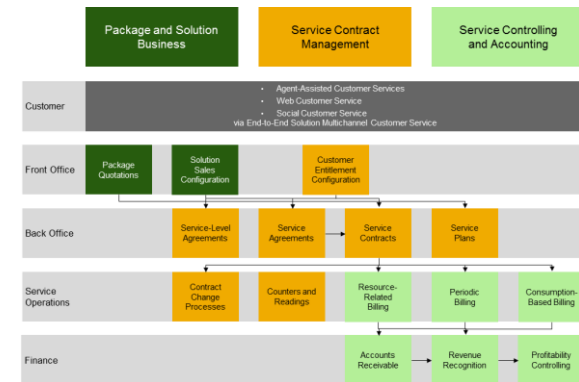 Package and Solution
Business
Service Contract
Management
Service Controlling
and Accounting
Customer
• Agent-Assisted Customer Services
• Web Customer Service
• Social Customer Service
via End-to-End Solution Multichannel Customer Service
Front Office
Package
Quotations
Solution
Sales
Configuration
Customer
Entitlement
Configuration
Back Office
Service-Level
Agreements
Service
Agreements
Service
Contracts
Service
Plans
Service
Operations
Contract
Change
Processes
Counters and
Readings
Resource-
Related
Billing
Periodic
Billing
Consumption-
Based Billing
Finance
Accounts
Receivable
Revenue
Recognition
Profitability
Controlling